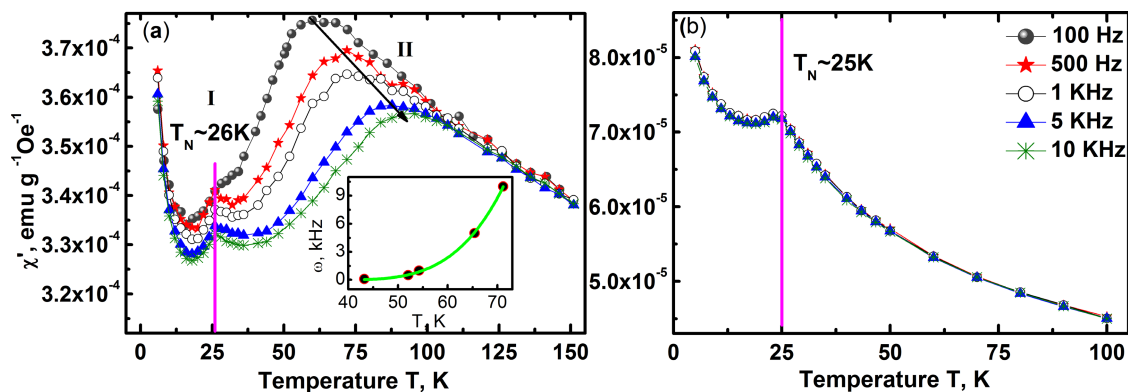 (a)
II
I
T_N~26K
3.7x10⁻⁴
3.6x10⁻⁴
3.5x10⁻⁴
3.4x10⁻⁴
3.3x10⁻⁴
3.2x10⁻⁴
χ', emu g⁻¹Oe⁻¹
9
6
3
0
ω, kHz
40 50 60 70
T, K
0 25 50 75 100 125 150
Temperature T, K
(b)
T_N~25K
100 Hz
500 Hz
1 KHz
5 KHz
10 KHz
8.0x10⁻⁵
7.0x10⁻⁵
6.0x10⁻⁵
5.0x10⁻⁵
0 25 50 75 100
Temperature T, K